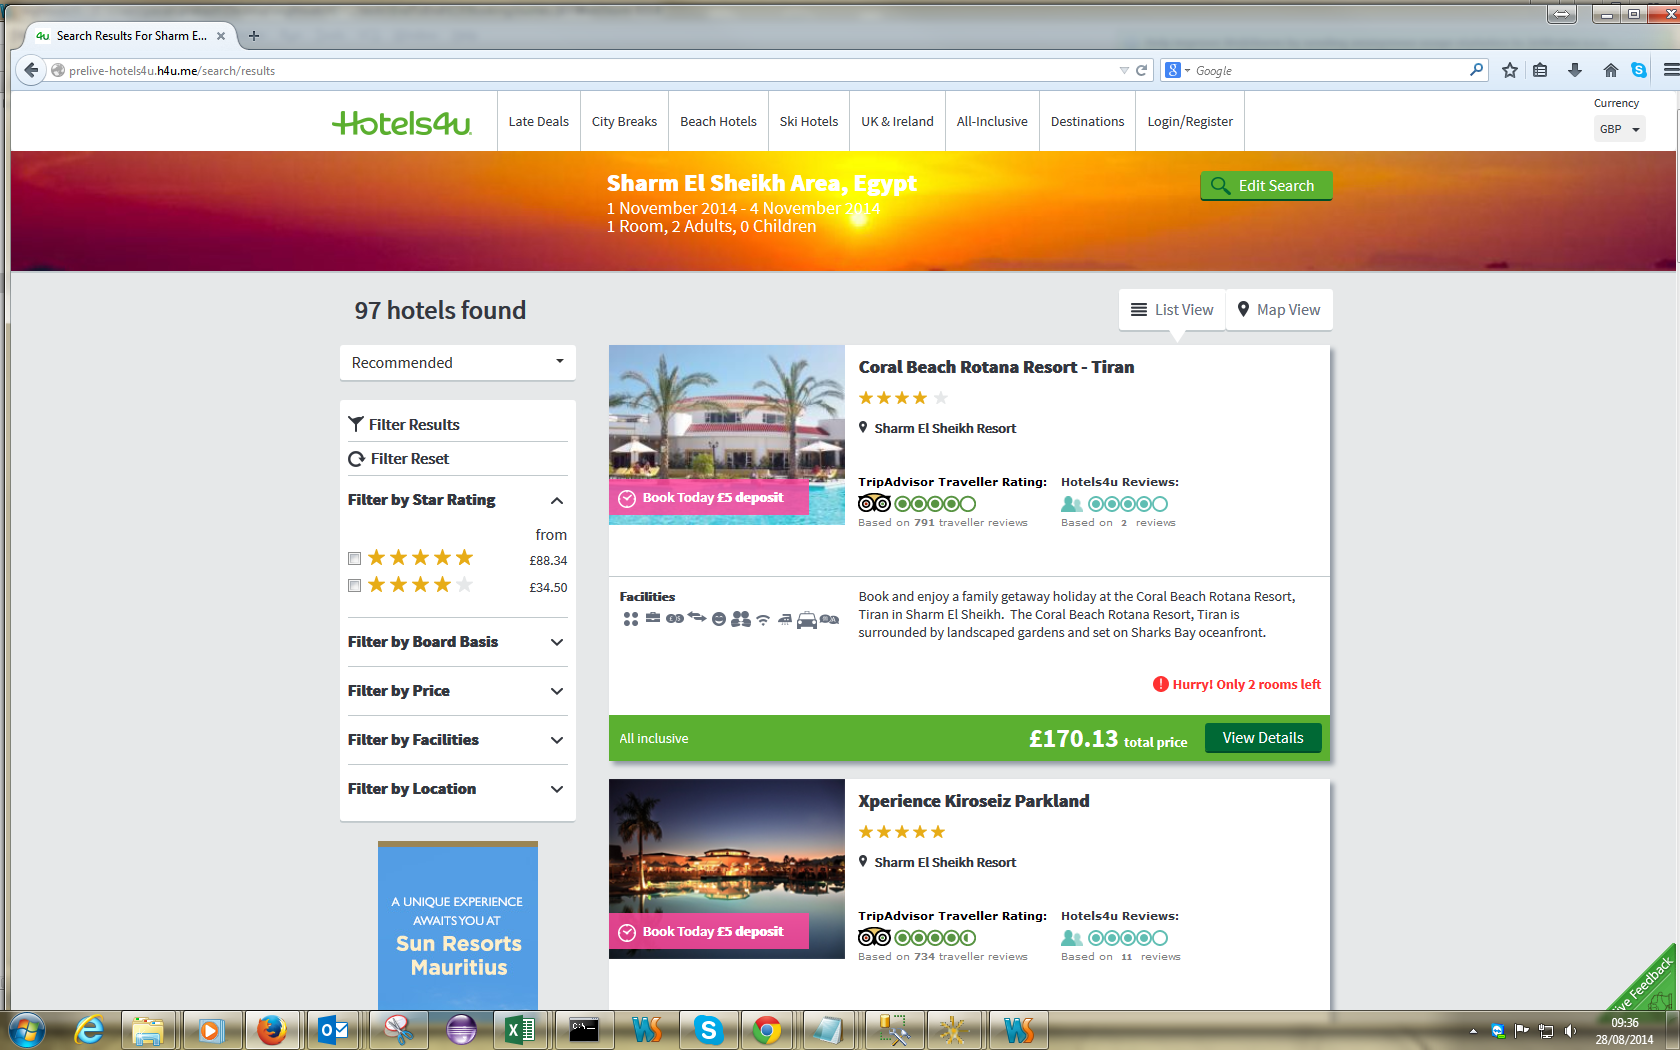 4u Search Results For Sharm E...
prelive-hotels4u.h4u.me/search/results
Google
Hotels4u.
Late Deals
City Breaks
Beach Hotels
Ski Hotels
UK & Ireland
All-Inclusive
Destinations
Login/Register
Currency
GBP
Sharm El Sheikh Area, Egypt
1 November 2014 - 4 November 2014
1 Room, 2 Adults, 0 Children
Edit Search
97 hotels found
List View
Map View
Recommended
Filter Results
Filter Reset
Filter by Star Rating
from
£88.34
£34.50
Filter by Board Basis
Filter by Price
Filter by Facilities
Filter by Location
A UNIQUE EXPERIENCE
AWAITS YOU AT
Sun Resorts
Mauritius
Book Today £5 deposit
Coral Beach Rotana Resort - Tiran
Sharm El Sheikh Resort
TripAdvisor Traveller Rating:
Based on 791 traveller reviews
Hotels4u Reviews:
Based on 2 reviews
Facilities
Book and enjoy a family getaway holiday at the Coral Beach Rotana Resort,
Tiran in Sharm El Sheikh. The Coral Beach Rotana Resort, Tiran is
surrounded by landscaped gardens and set on Sharks Bay oceanfront.
Hurry! Only 2 rooms left
All inclusive
£170.13 total price
View Details
Book Today £5 deposit
Xperience Kiroseiz Parkland
Sharm El Sheikh Resort
TripAdvisor Traveller Rating:
Based on 734 traveller reviews
Hotels4u Reviews:
Based on 11 reviews
Feedback
09:36
28/08/2014